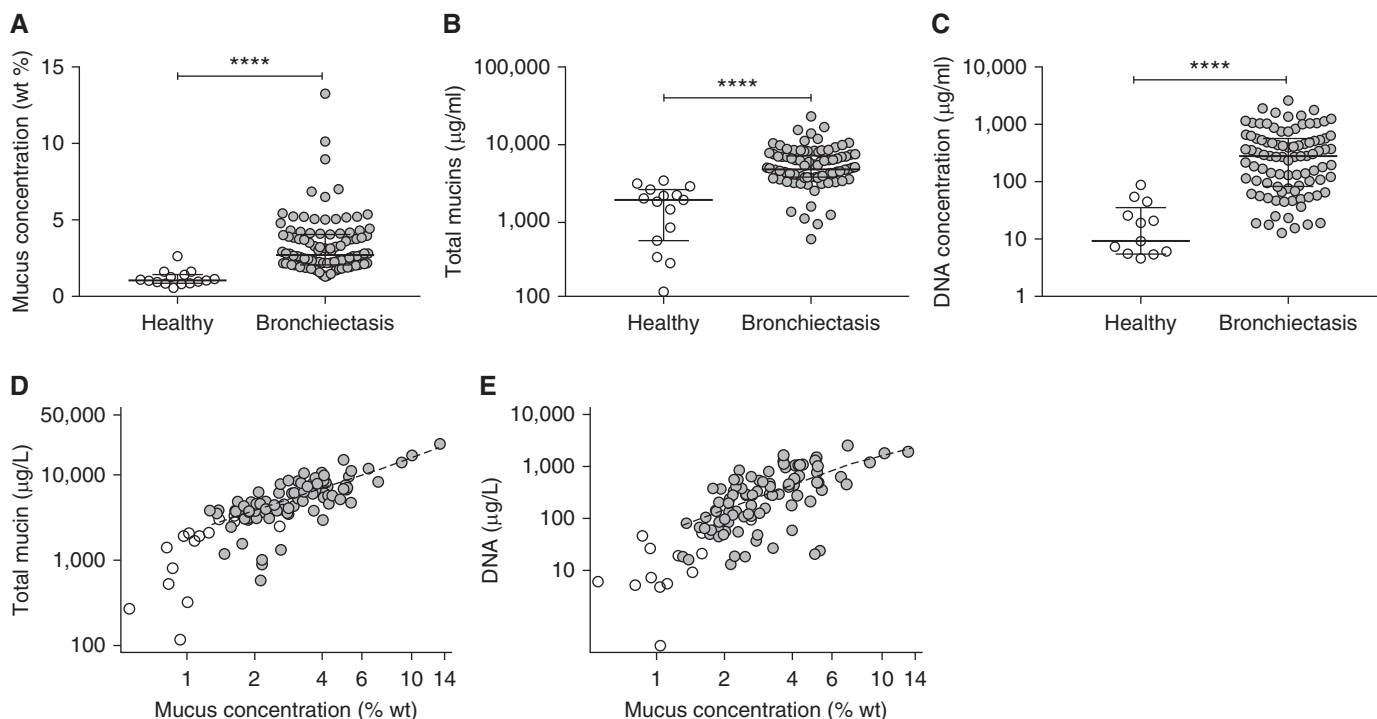 A
Mucus concentration (wt %)
15
10
5
0
****
Healthy
Bronchiectasis
B
Total mucins (μg/ml)
100,000
10,000
1,000
100
****
Healthy
Bronchiectasis
C
DNA concentration (μg/ml)
10,000
1,000
100
10
1
****
Healthy
Bronchiectasis
D
Total mucin (μg/L)
50,000
10,000
1,000
100
1
2
4
6
10
14
Mucus concentration (% wt)
E
DNA (μg/L)
10,000
1,000
100
10
1
2
4
6
10
14
Mucus concentration (% wt)